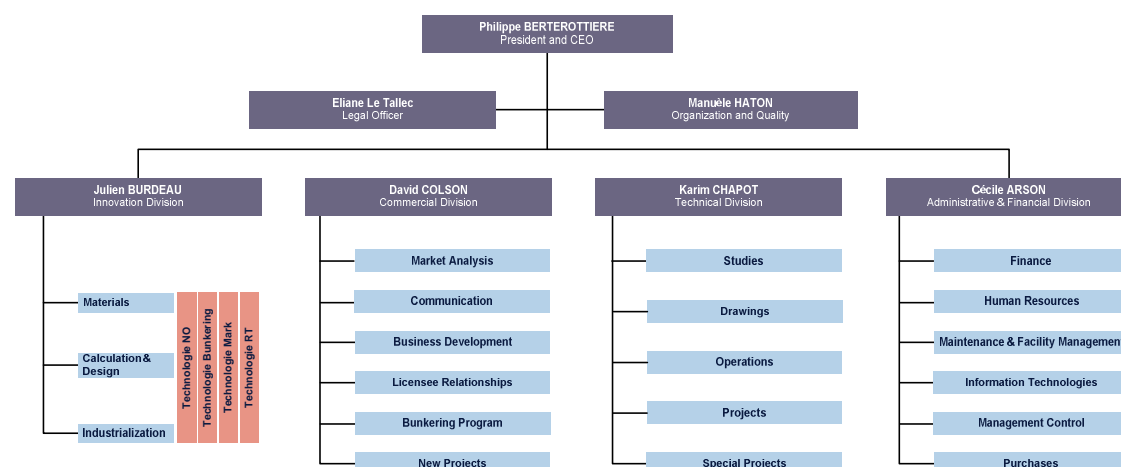 Philippe BERTEROTTIERE
President and CEO
Eliane Le Tallec
Legal Officer
Manuèle HATON
Organization and Quality
Julien BURDEAU
Innovation Division
David COLSON
Commercial Division
Karim CHAPOT
Technical Division
Cécile ARSON
Administrative & Financial Division
Materials
Calculation &
Design
Industrialization
Technologie NO
Technologie Bunkering
Technologie Mark
Technologie RT
Market Analysis
Communication
Business Development
Licensee Relationships
Bunkering Program
New Projects
Studies
Drawings
Operations
Projects
Special Projects
Finance
Human Resources
Maintenance & Facility Management
Information Technologies
Management Control
Purchases